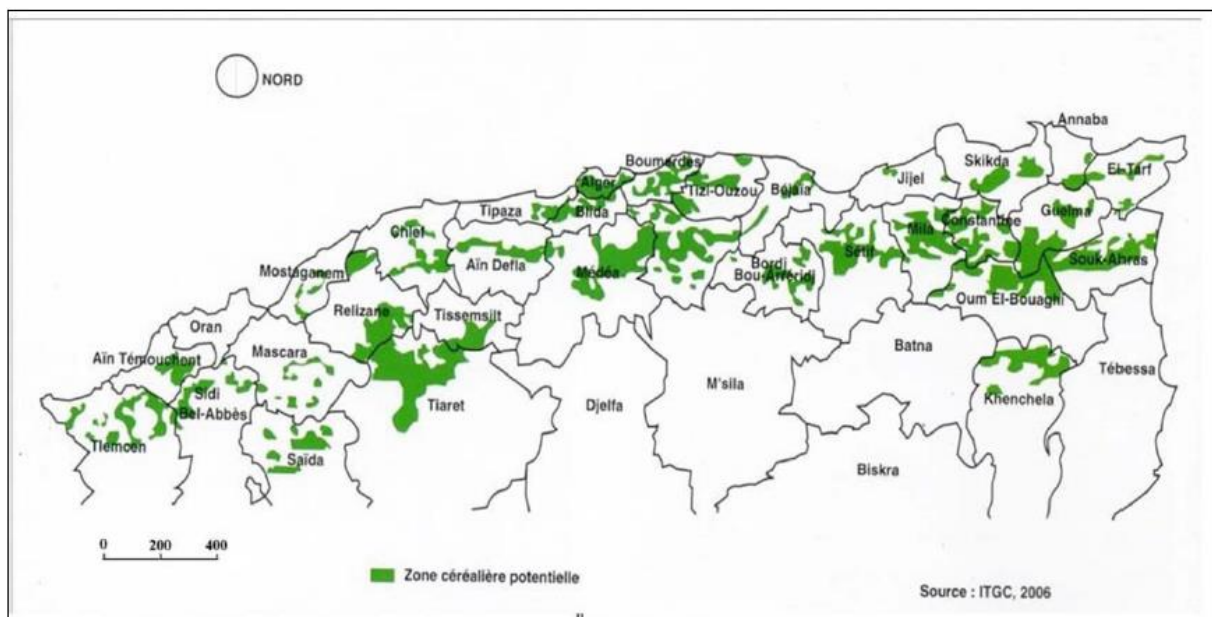 NORD
Annaba
Skikda
El-Tarf
Jijel
Boumerdes
Alger
Tizi-Ouzou
Béjaïa
Tipaza
Blida
Constantine
Guelma
Mila
Chlef
Aïn Defla
Médéa
Bordj
Bou-Arréridj
Sétif
Souk-Ahras
Mostaganem
Oum El-Bouaghi
Relizane
Tissemsilt
Oran
Mascara
Batna
Aïn Témouchent
Tébessa
Sidi
Bel-Abbès
M'sila
Khenchela
Tiaret
Djelfa
Tlemcen
Saïda
Biskra
0 200 400
Zone céréalière potentielle
Source : ITGC, 2006